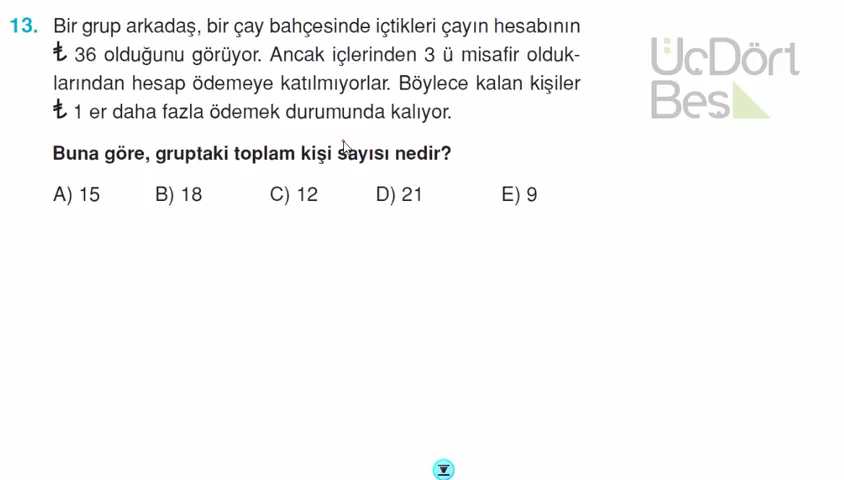 13. Bir grup arkadaş, bir çay bahçesinde içtikleri çayın hesabının
₺ 36 olduğunu görüyor. Ancak içlerinden 3 ü misafir olduk-
larından hesap ödemeye katılmıyorlar. Böylece kalan kişiler
₺ 1 er daha fazla ödemek durumunda kalıyor.
Buna göre, gruptaki toplam kişi sayısı nedir?
A) 15 B) 18 C) 12 D) 21 E) 9
ÜçDört
Beş